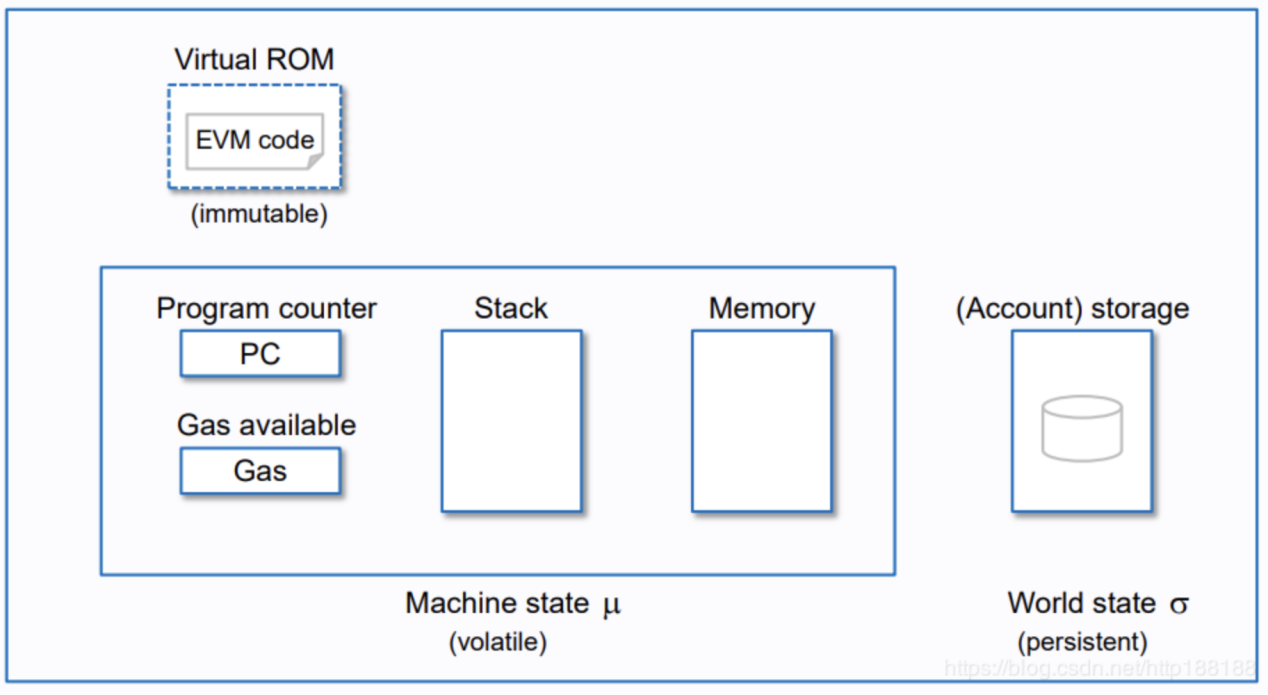 Virtual ROM
EVM code
(immutable)
Program counter
PC
Gas available
Gas
Stack
Memory
(Account) storage
Machine state μ
(volatile)
World state σ
(persistent)
https://blog.csdn.net/http188188